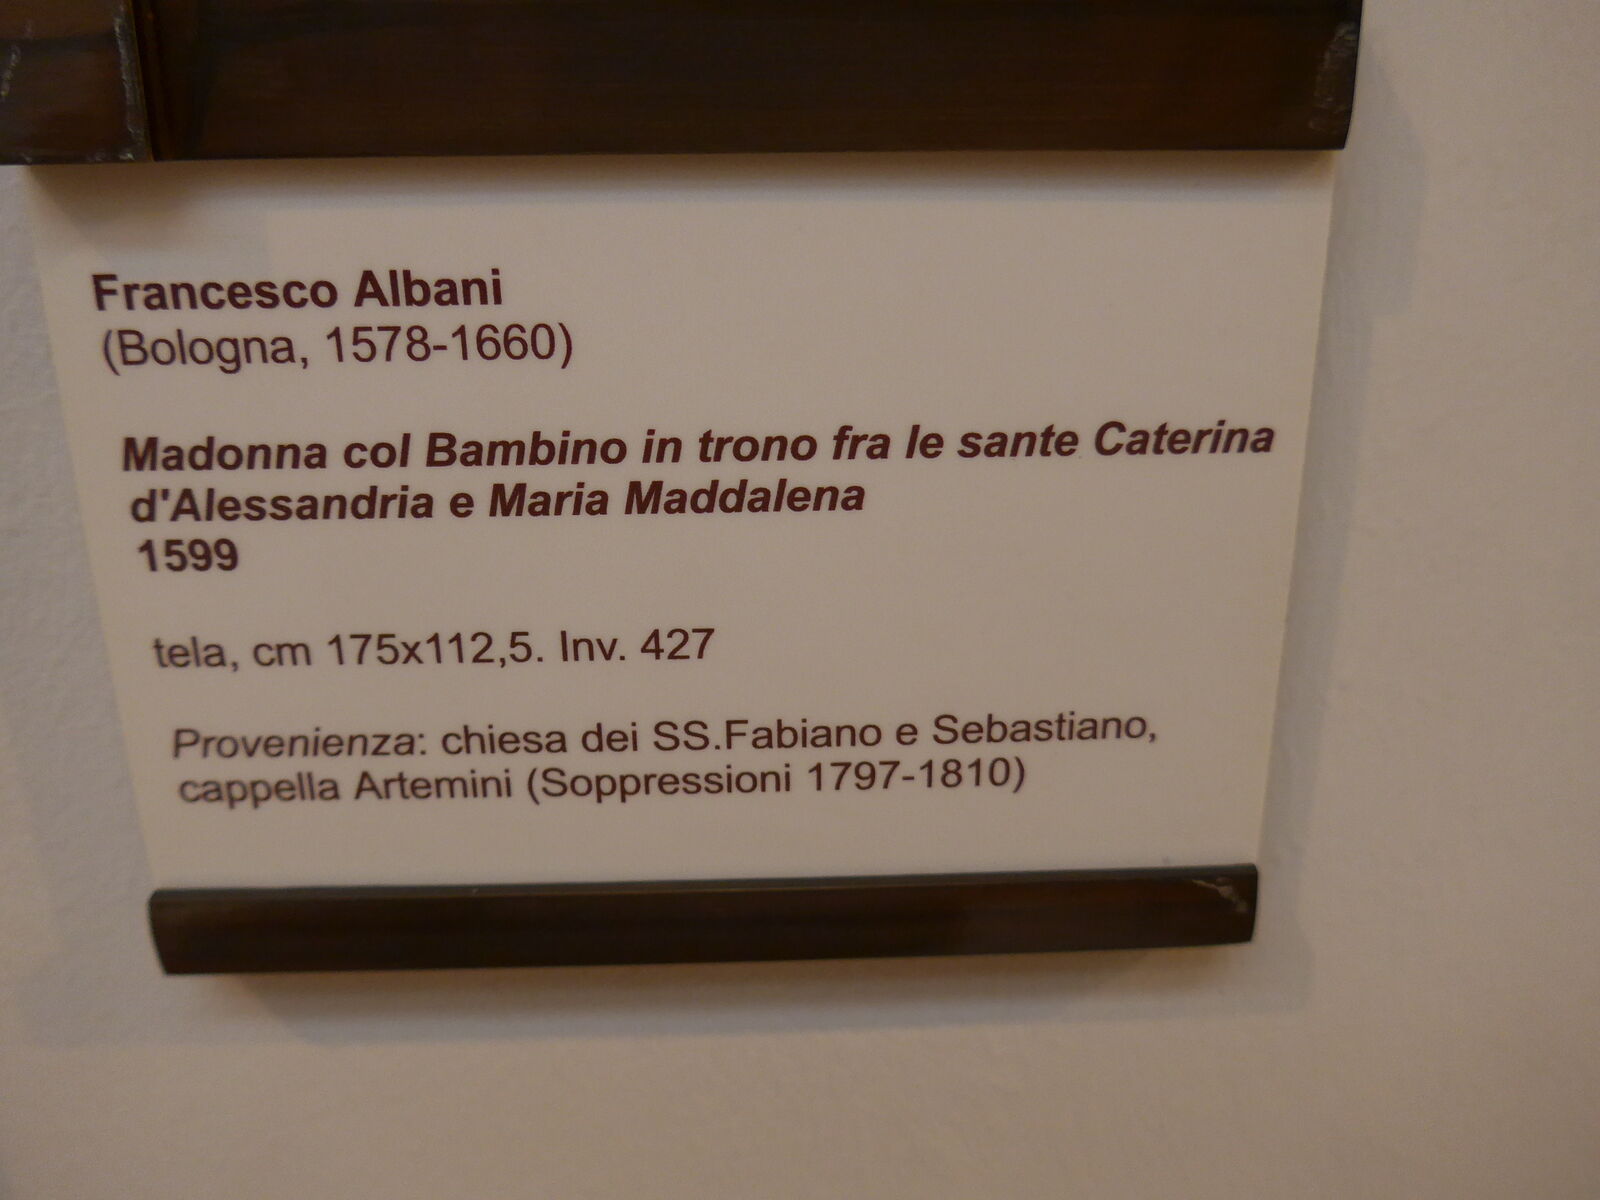 Francesco Albani
(Bologna, 1578-1660)
Madonna col Bambino in trono fra le sante Caterina
d'Alessandria e Maria Maddalena
1599
tela, cm 175x112,5. Inv. 427
Provenienza: chiesa dei SS.Fabiano e Sebastiano,
cappella Artemini (Soppressioni 1797-1810)